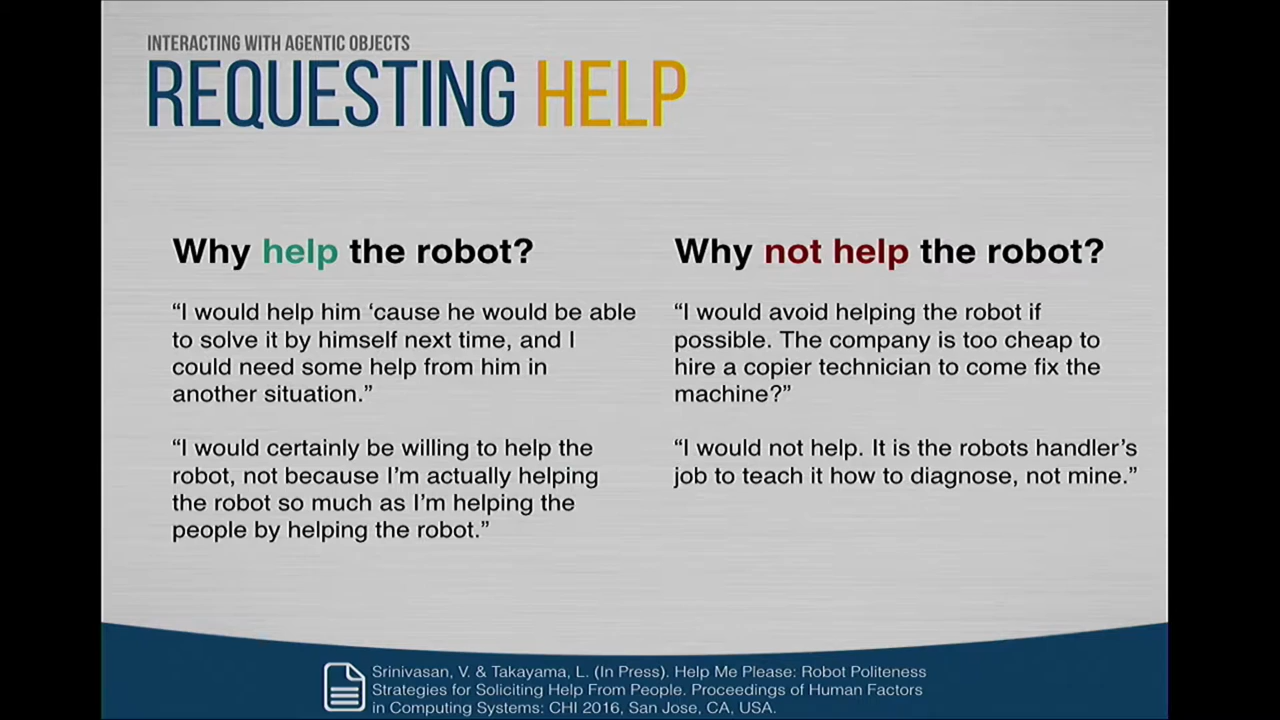 INTERACTING WITH AGENTIC OBJECTS
REQUESTING HELP
Why help the robot?
“I would help him ‘cause he would be able
to solve it by himself next time, and I
could need some help from him in
another situation.”
“I would certainly be willing to help the
robot, not because I’m actually helping
the robot so much as I’m helping the
people by helping the robot.”
Why not help the robot?
“I would avoid helping the robot if
possible. The company is too cheap to
hire a copier technician to come fix the
machine?”
“I would not help. It is the robots handler’s
job to teach it how to diagnose, not mine.”
Srinivasan, V. & Takayama, L. (In Press). Help Me Please: Robot Politeness
Strategies for Soliciting Help From People. Proceedings of Human Factors
in Computing Systems: CHI 2016, San Jose, CA, USA.